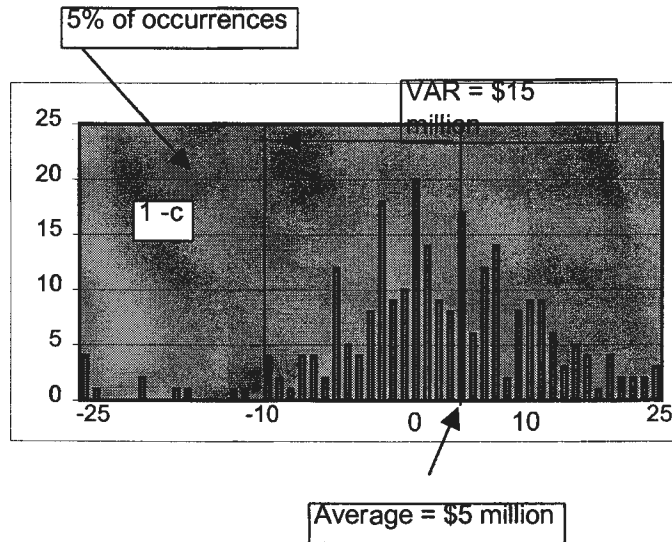 5% of occurrences
VAR = $15
million
25
20
1 -c
15
10
5
0
-25
-10
0
10
25
Average = $5 million